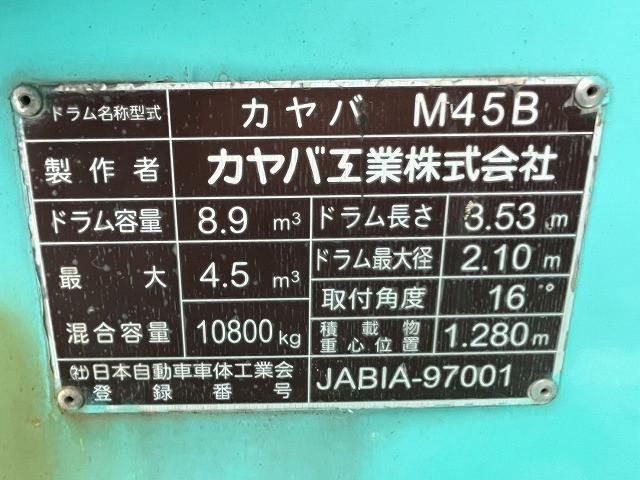 ドラム名称型式 カヤバ M45B
製作者 カヤバ工業株式会社
ドラム容量 8.9 m³ ドラム長さ 3.53 m
最大 4.5 m³ ドラム最大径 2.10 m
取付角度 16°
混合容量 10800kg 積載物
重心位置 1.280m
(社)日本自動車車体工業会
登録番号 JABIA-97001